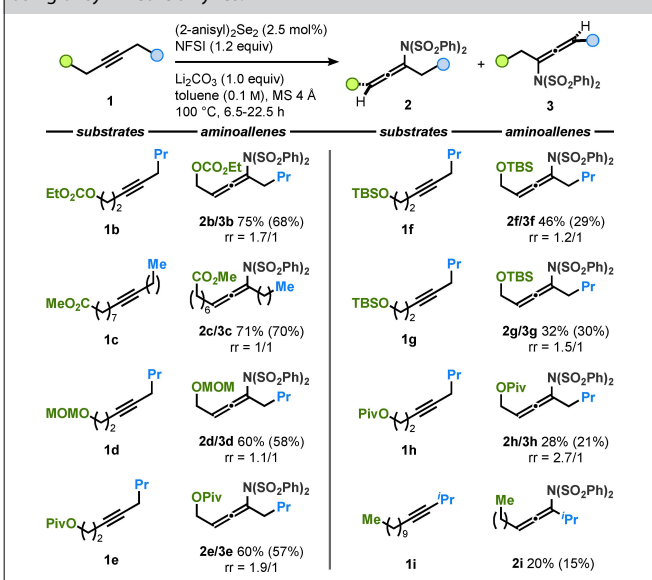 (2-anisyl)₂Se₂ (2.5 mol%)
NFSI (1.2 equiv)
Li₂CO₃ (1.0 equiv)
toluene (0.1 M), MS 4 Å
100 °C, 6.5-22.5 h
1
N(SO₂Ph)₂
H
2
+
H
N(SO₂Ph)₂
3
substrates aminoallenes substrates aminoallenes
Pr
EtO₂CO
( )₂
1b
OCO₂Et N(SO₂Ph)₂
Pr
2b/3b 75% (68%)
rr = 1.7/1
Pr
TBSO
( )₂
1f
OTBS N(SO₂Ph)₂
Pr
2f/3f 46% (29%)
rr = 1.2/1
Me
MeO₂C
( )₇
1c
CO₂Me N(SO₂Ph)₂
( )₆
Me
2c/3c 71% (70%)
rr = 1/1
Pr
TBSO
( )₂
1g
OTBS N(SO₂Ph)₂
Pr
2g/3g 32% (30%)
rr = 1.5/1
Pr
MOMO
( )₂
1d
OMOM N(SO₂Ph)₂
Pr
2d/3d 60% (58%)
rr = 1.1/1
Pr
PivO
( )₂
1h
OPiv N(SO₂Ph)₂
Pr
2h/3h 28% (21%)
rr = 2.7/1
Pr
PivO
( )₂
1e
OPiv N(SO₂Ph)₂
Pr
2e/3e 60% (57%)
rr = 1.9/1
ⁱPr
Me
( )₉
1i
Me N(SO₂Ph)₂
ⁱPr
2i 20% (15%)